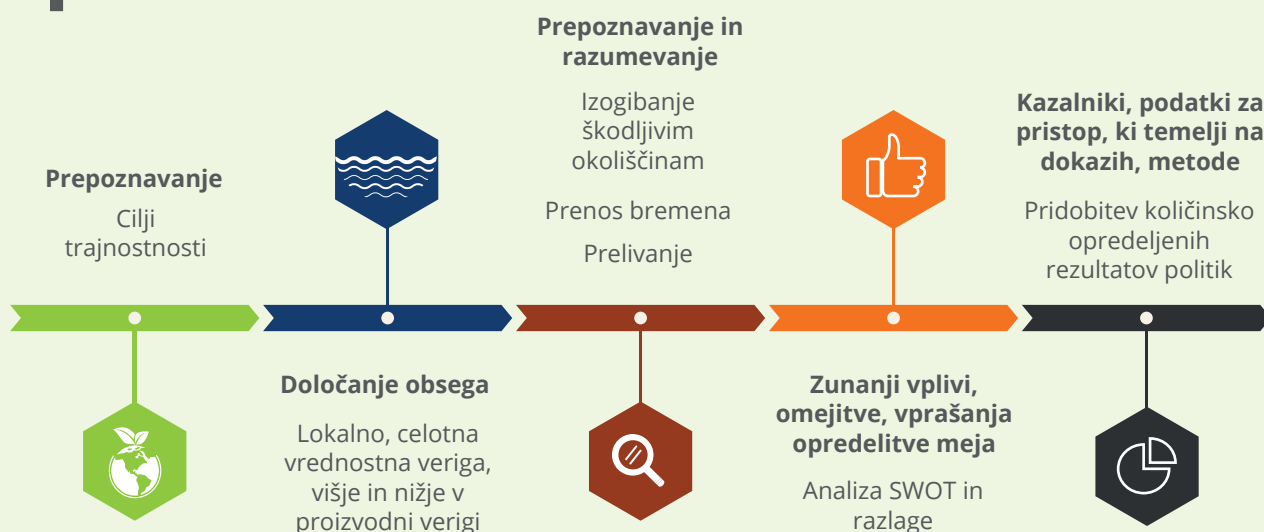 Prepoznavanje
Cilji
trajnostnosti
Določanje obsega
Lokalno, celotna
vrednostna veriga,
višje in nižje v
proizvodni verigi
Prepoznavanje in
razumevanje
Izogibanje
škodljivim
okoliščinam
Prenos bremena
Prelivanje
Zunanji vplivi,
omejitve, vprašanja
opredelitve meja
Analiza SWOT in
razlage
Kazalniki, podatki za
pristop, ki temelji na
dokazih, metode
Pridobitev količinsko
opredeljenih
rezultatov politik